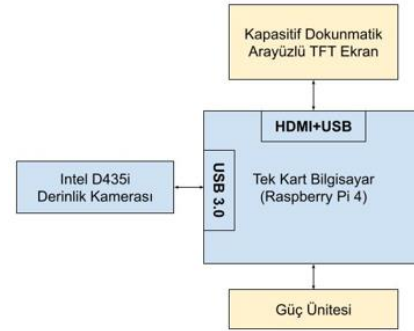 Kapasitif Dokunmatik
Arayüzlü TFT Ekran
HDMI+USB
Intel D435i
Derinlik Kamerası
USB 3.0
Tek Kart Bilgisayar
(Raspberry Pi 4)
Güç Ünitesi